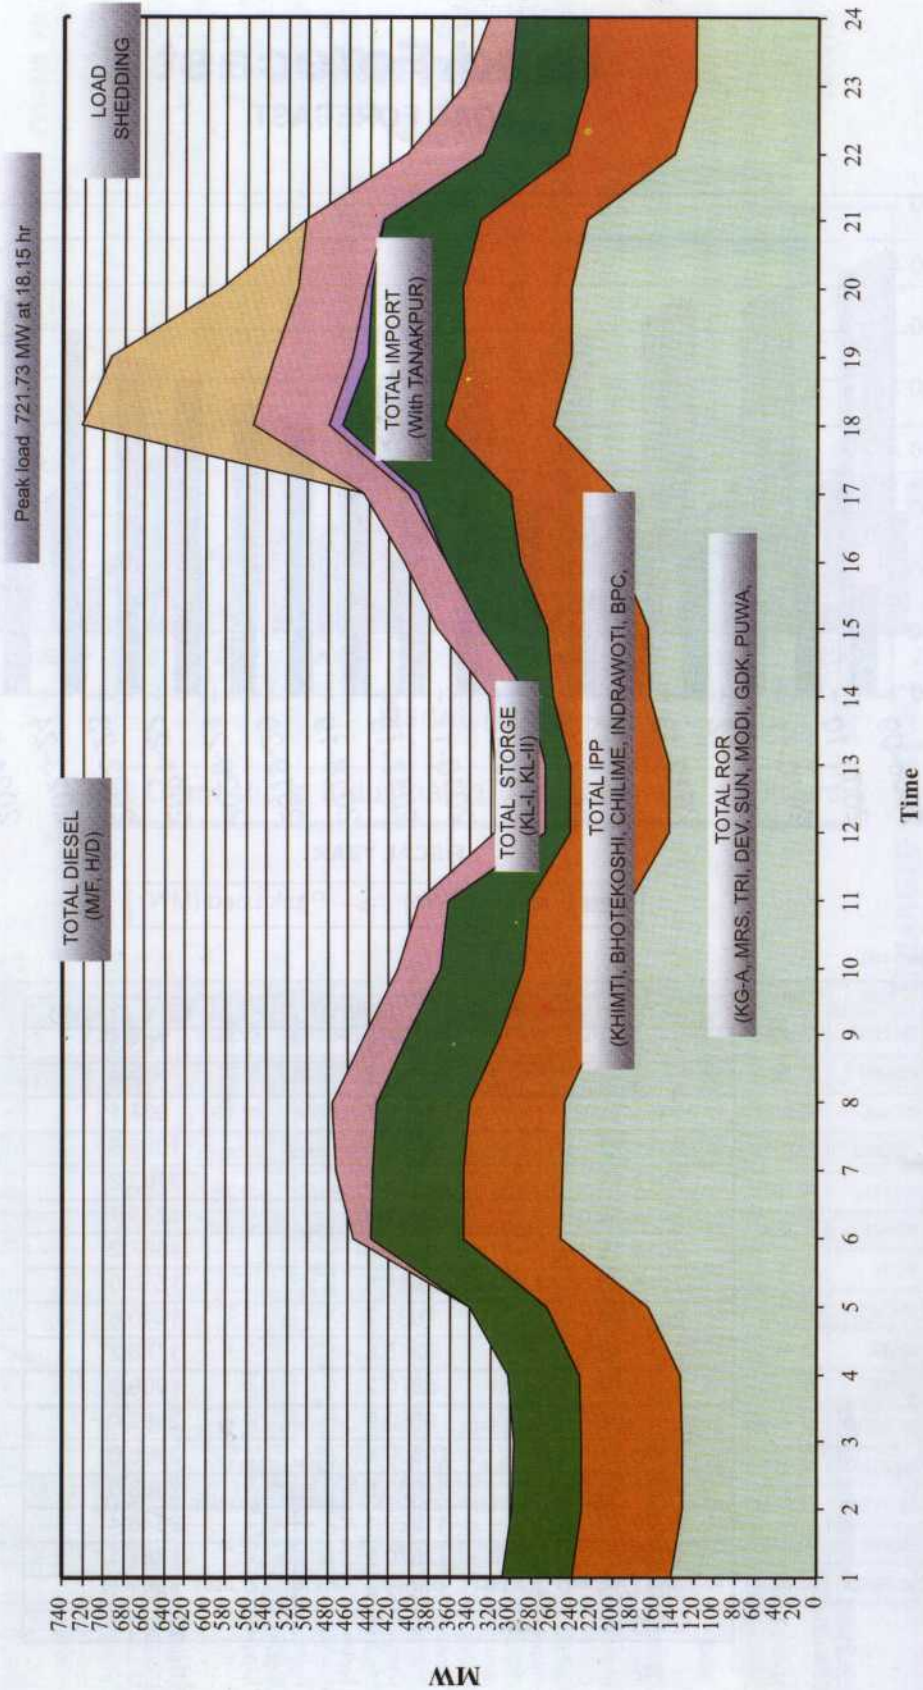 Peak load 721.73 MW at 18.15 hr
LOAD
SHEDDING
TOTAL DIESEL
(M/F, H/D)
TOTAL IMPORT
(With TANAKPUR)
TOTAL STORGE
(KL-I, KL-II)
TOTAL IPP
(KHIMTI, BHOTEKOSHI, CHILIME, INDRAWOTI, BPC,
TOTAL ROR
(KG-A, MRS, TRI, DEV, SUN, MODI, GDK, PUWA,
MW
740
720
700
680
660
640
620
600
580
560
540
520
500
480
460
440
420
400
380
360
340
320
300
280
260
240
220
200
180
160
140
120
100
80
60
40
20
0
1 2 3 4 5 6 7 8 9 10 11 12 13 14 15 16 17 18 19 20 21 22 23 24
Time